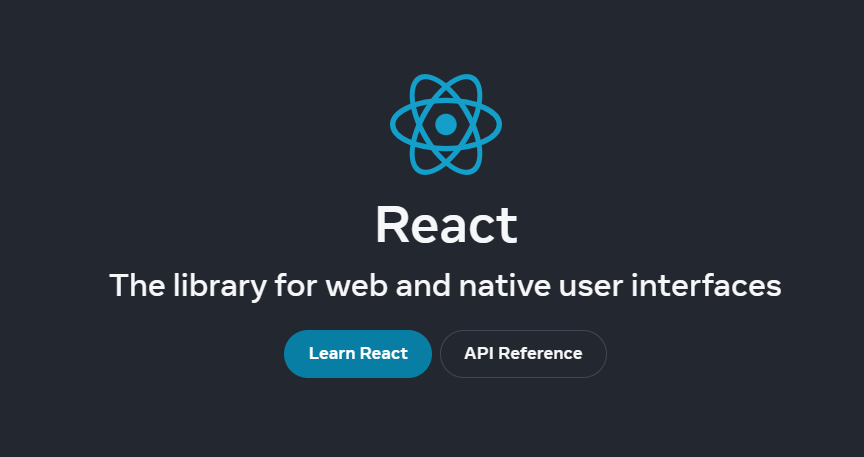 React
The library for web and native user interfaces
Learn React
API Reference